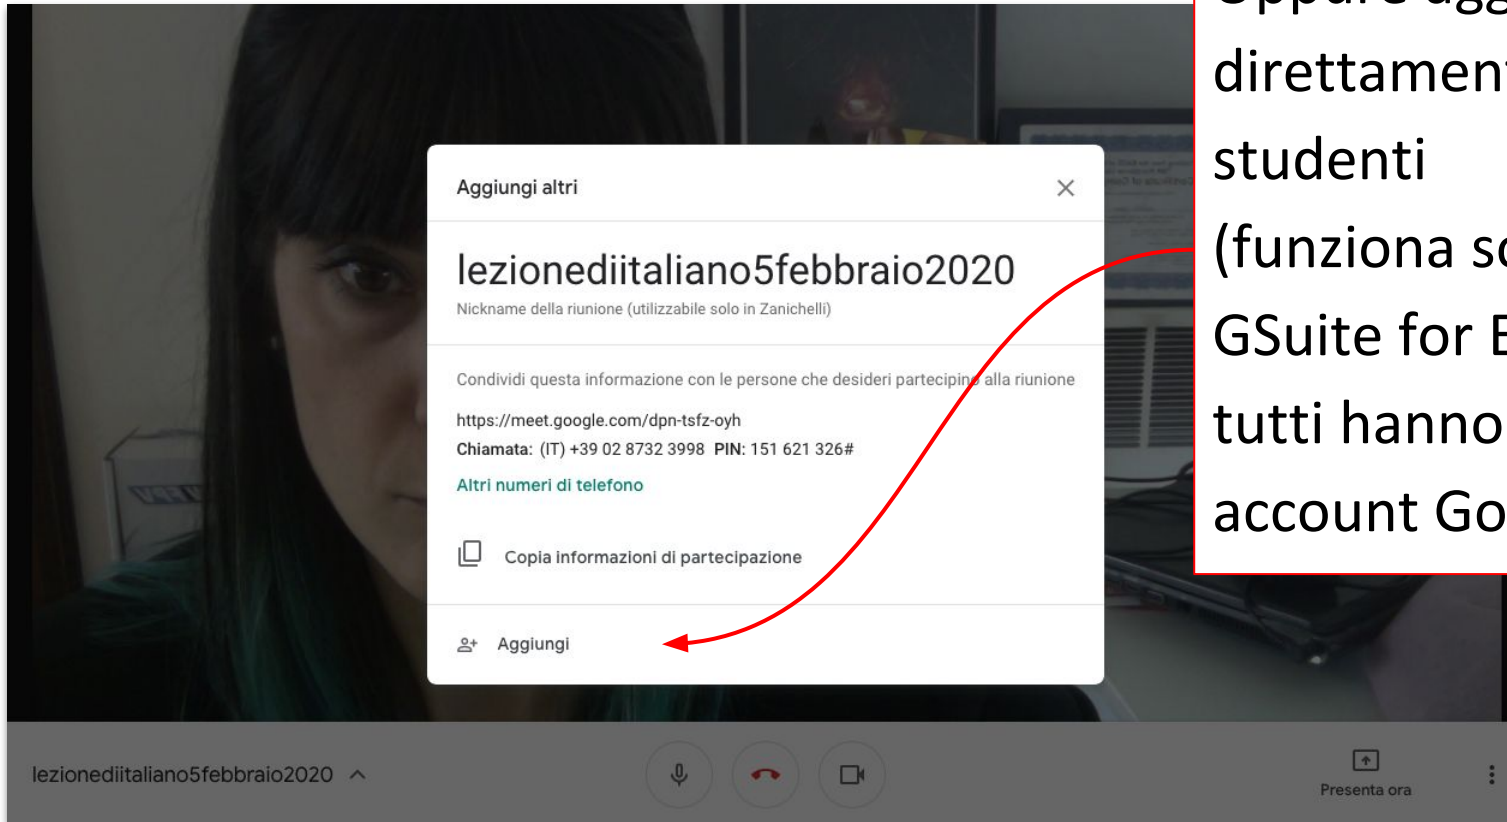 Aggiungi altri
lezionediitaliano5febbraio2020
Nickname della riunione (utilizzabile solo in Zanichelli)
Condividi questa informazione con le persone che desideri partecipino alla riunione
https://meet.google.com/dpn-tsfz-oyh
Chiamata: (IT) +39 02 8732 3998 PIN: 151 621 326#
Altri numeri di telefono
Copia informazioni di partecipazione
Aggiungi
direttamen
studenti
(funziona so
GSuite for E
tutti hanno
account Go
lezionediitaliano5febbraio2020
Presenta ora